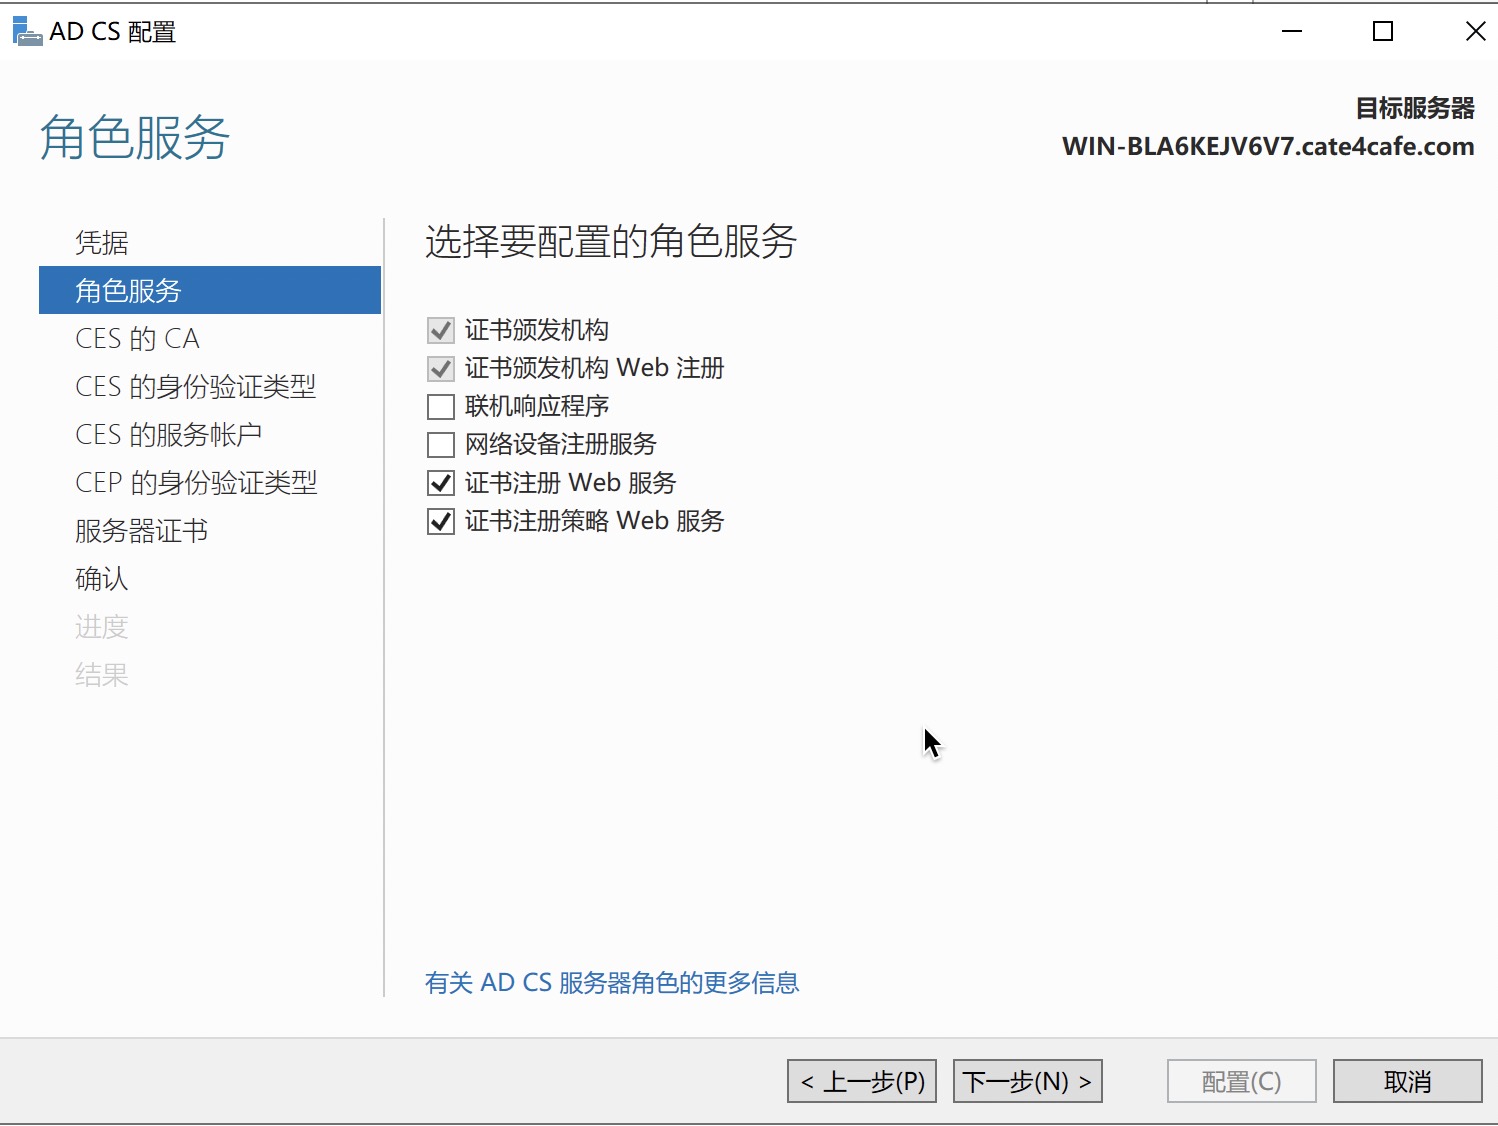 AD CS 配置
角色服务
目标服务器
WIN-BLA6KEJV6V7.cate4cafe.com
凭据
角色服务
CES 的 CA
CES 的身份验证类型
CES 的服务帐户
CEP 的身份验证类型
服务器证书
确认
进度
结果
选择要配置的角色服务
证书颁发机构
证书颁发机构 Web 注册
联机响应程序
网络设备注册服务
证书注册 Web 服务
证书注册策略 Web 服务
有关 AD CS 服务器角色的更多信息
< 上一步(P)
下一步(N) >
配置(C)
取消